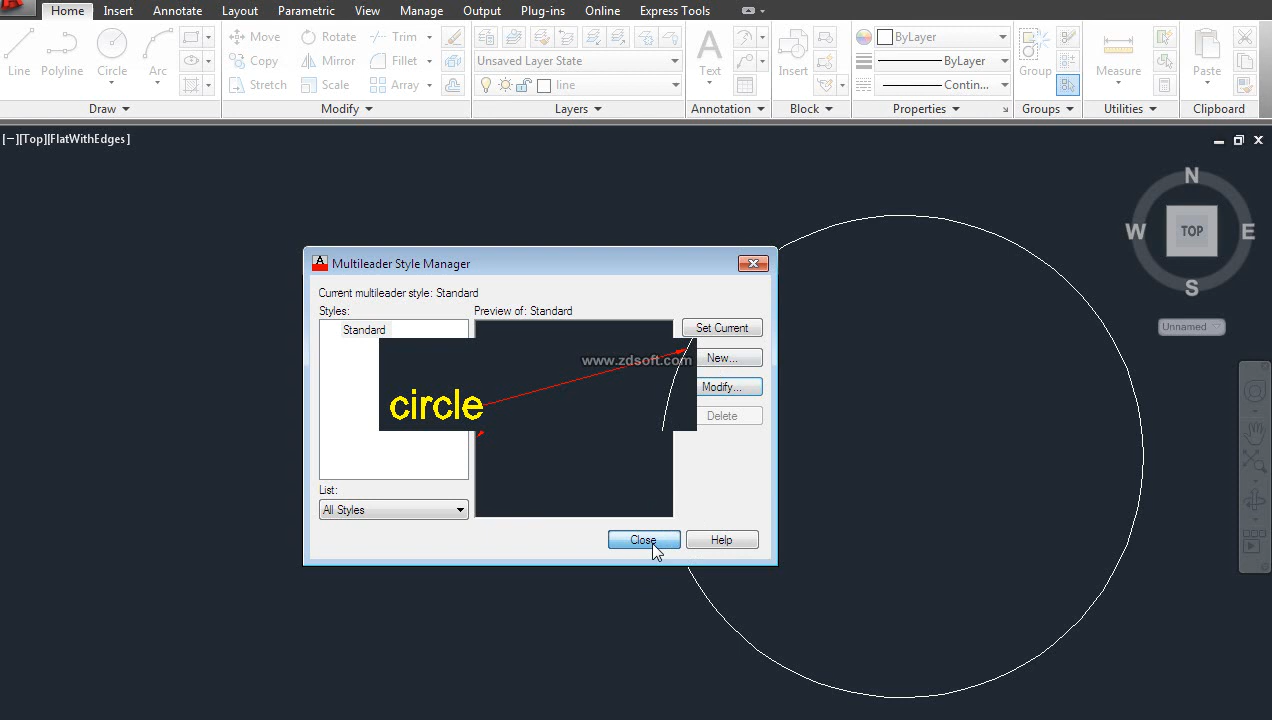 Home Insert Annotate Layout Parametric View Manage Output Plug-ins Online Express Tools
Line Polyline Circle Arc
Move Rotate Trim
Copy Mirror Fillet
Stretch Scale Array
Unsaved Layer State
line
Text
Insert
ByLayer
ByLayer
Contin...
Group
Measure
Paste
Draw Modify Layers Annotation Block Properties Groups Utilities Clipboard
[−][Top][FlatWithEdges]
N
W TOP E
S
Unnamed
Multileader Style Manager
Current multileader style: Standard
Styles: Preview of: Standard
Standard
Set Current
www.zdsoft.com
New...
Modify...
circle
Delete
List:
All Styles
Close Help